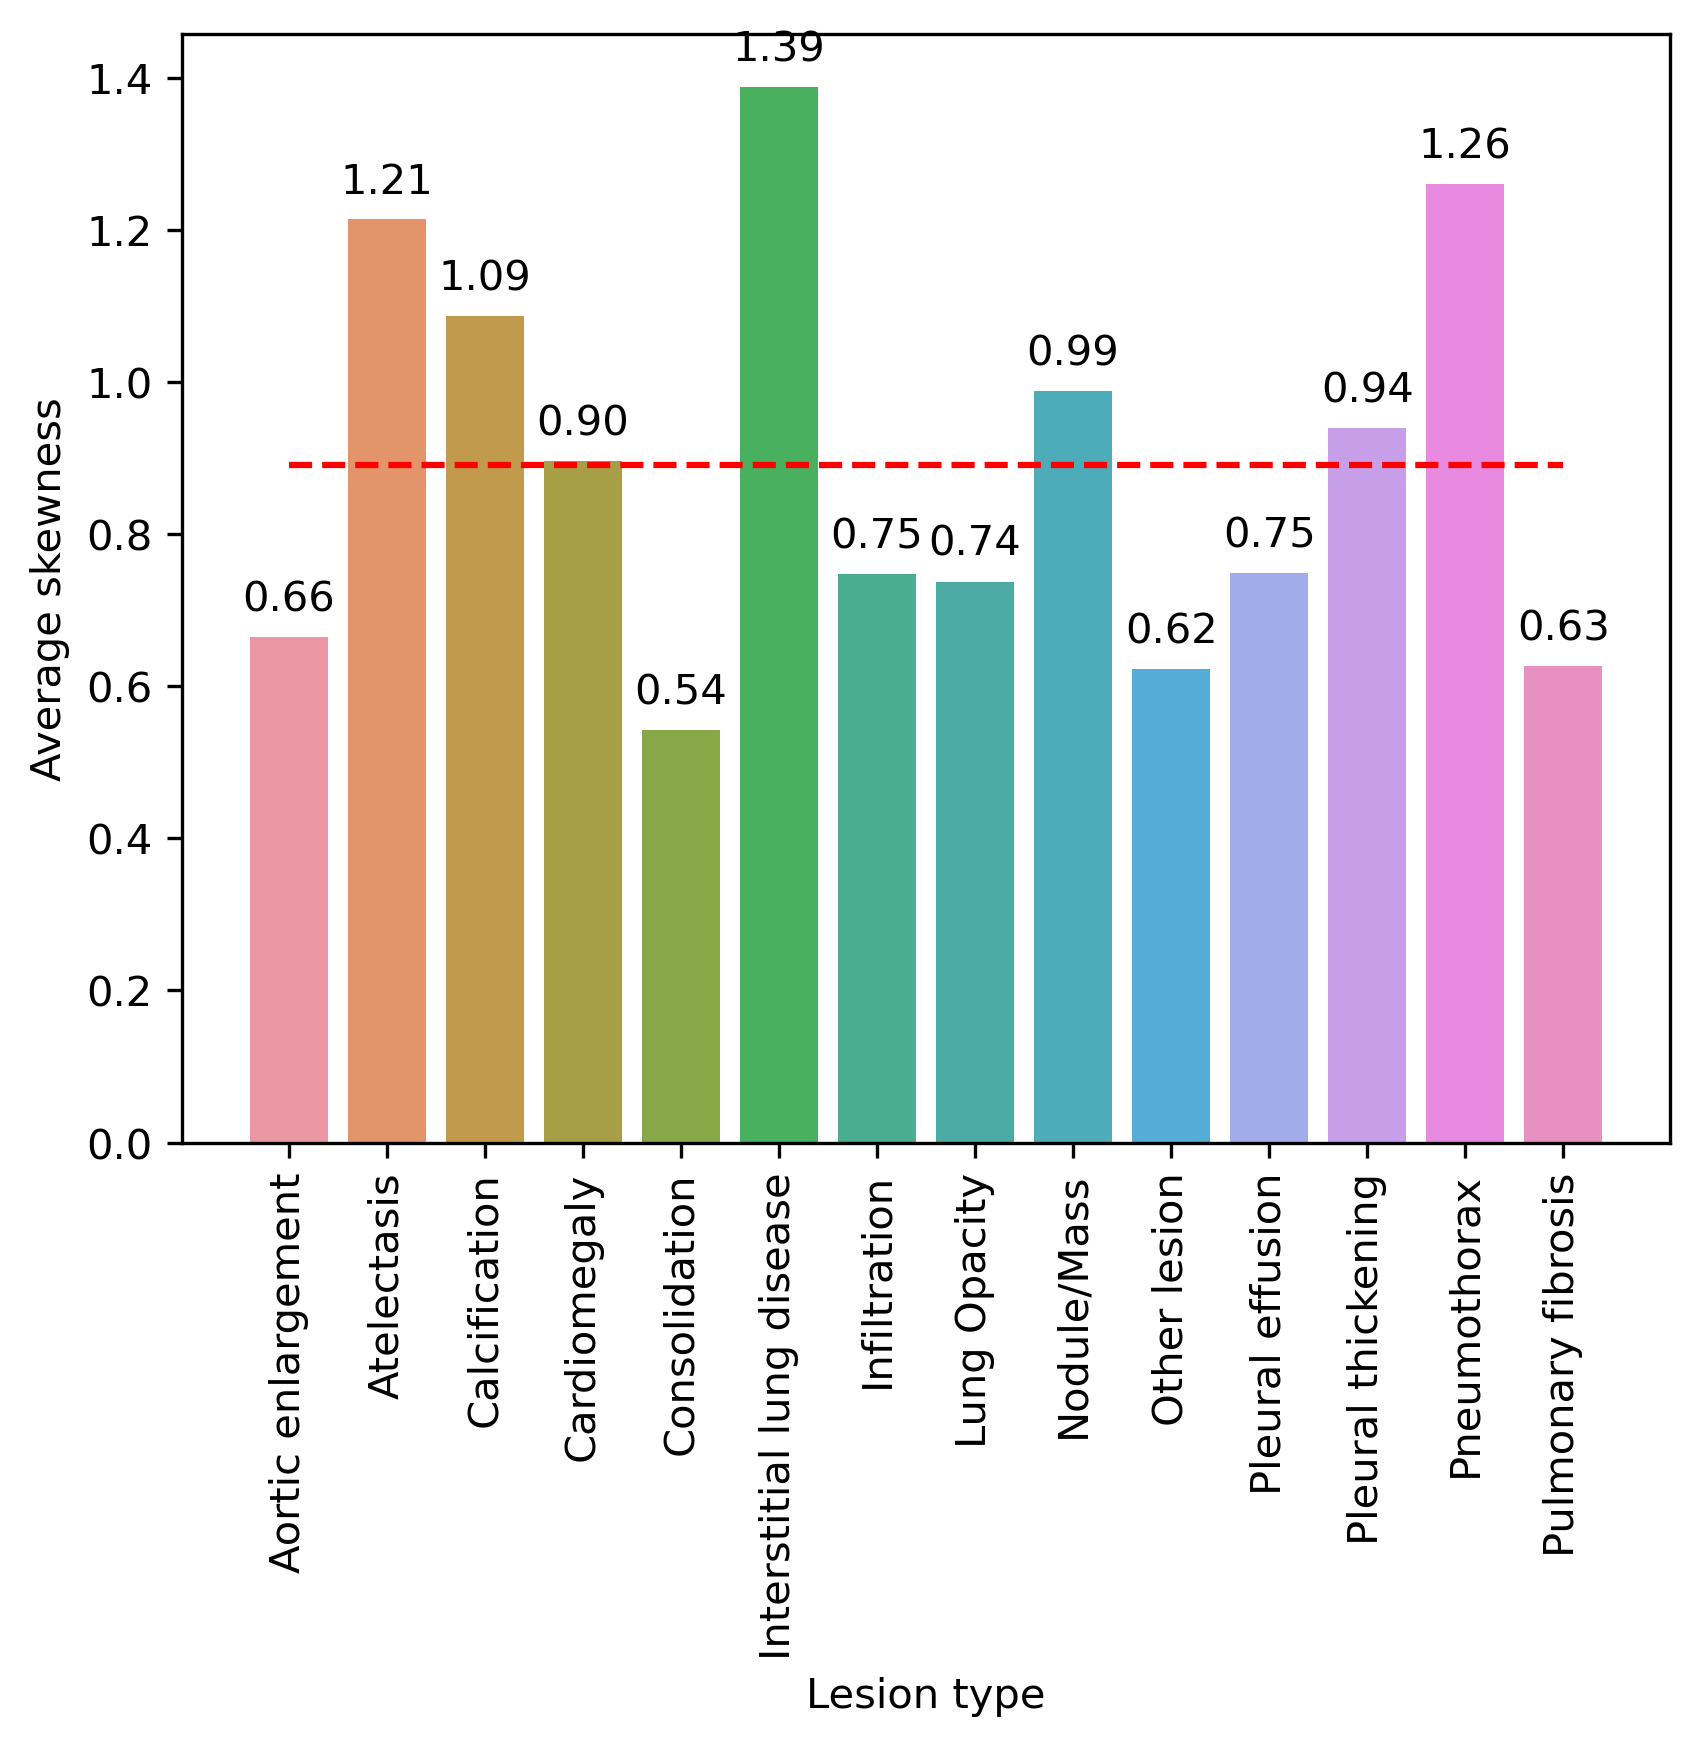 1.39
1.4
1.26
1.21
1.2
1.09
0.99
1.0
0.94
0.90
0.8
0.75
0.74
0.75
0.66
0.62
0.63
0.6
0.54
0.4
0.2
0.0
Average skewness
Aortic enlargement
Atelectasis
Calcification
Cardiomegaly
Consolidation
Interstitial lung disease
Infiltration
Lung Opacity
Nodule/Mass
Other lesion
Pleural effusion
Pleural thickening
Pneumothorax
Pulmonary fibrosis
Lesion type